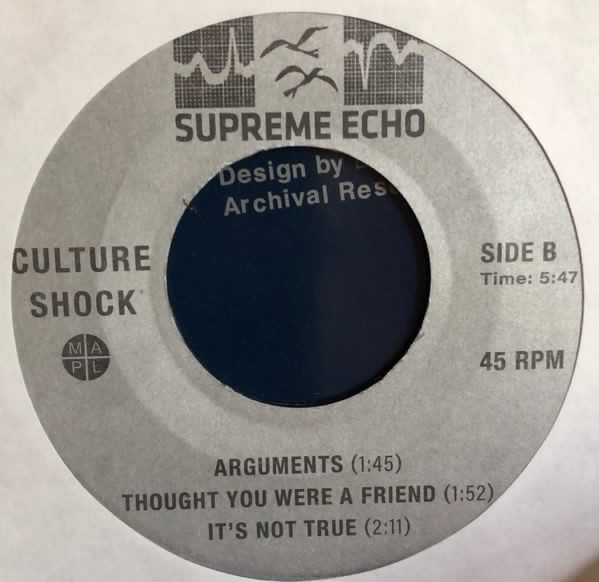 SUPREME ECHO
Design by
Archival
CULTURE
SHOCK
M A
P L
SIDE B
Time: 5:47
45 RPM
ARGUMENTS (1:45)
THOUGHT YOU WERE A FRIEND (1:52)
IT'S NOT TRUE (2:11)